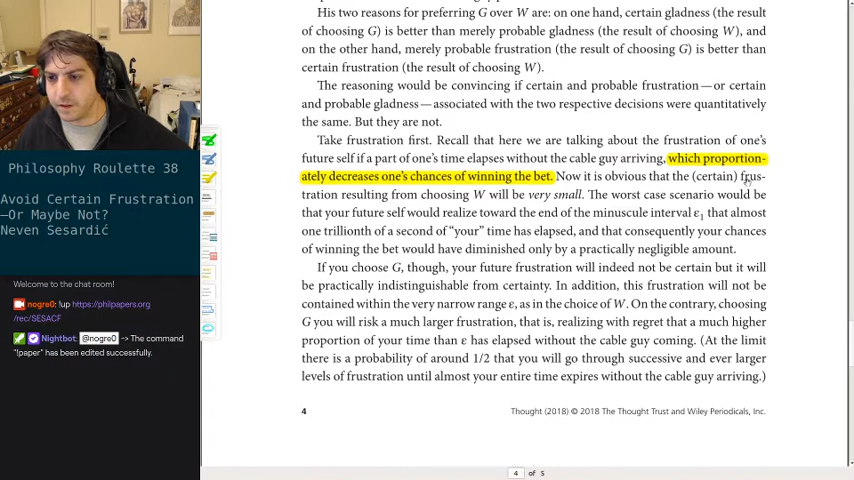 His two reasons for preferring G over W are: on one hand, certain gladness (the result
of choosing G) is better than merely probable gladness (the result of choosing W), and
on the other hand, merely probable frustration (the result of choosing G) is better than
certain frustration (the result of choosing W).
The reasoning would be convincing if certain and probable frustration—or certain
and probable gladness—associated with the two respective decisions were quantitatively
the same. But they are not.
Take frustration first. Recall that here we are talking about the frustration of one's
future self if a part of one's time elapses without the cable guy arriving, which proportion-
ately decreases one's chances of winning the bet. Now it is obvious that the (certain) frus-
tration resulting from choosing W will be very small. The worst case scenario would be
that your future self would realize toward the end of the minuscule interval ε₁ that almost
one trillionth of a second of "your" time has elapsed, and that consequently your chances
of winning the bet would have diminished only by a practically negligible amount.
If you choose G, though, your future frustration will indeed not be certain but it will
be practically indistinguishable from certainty. In addition, this frustration will not be
contained within the very narrow range ε, as in the choice of W. On the contrary, choosing
G you will risk a much larger frustration, that is, realizing with regret that a much higher
proportion of your time than ε has elapsed without the cable guy coming. (At the limit
there is a probability of around 1/2 that you will go through successive and ever larger
levels of frustration until almost your entire time expires without the cable guy arriving.)
4 Thought (2018) © 2018 The Thought Trust and Wiley Periodicals, Inc.
4 of 5
Philosophy Roulette 38
Avoid Certain Frustration
—Or Maybe Not?
Neven Sesardić
Welcome to the chat room!
nogre0: !up https://philpapers.org
/rec/SESACF
Nightbot: @nogre0 -> The command
"!paper" has been edited successfully.